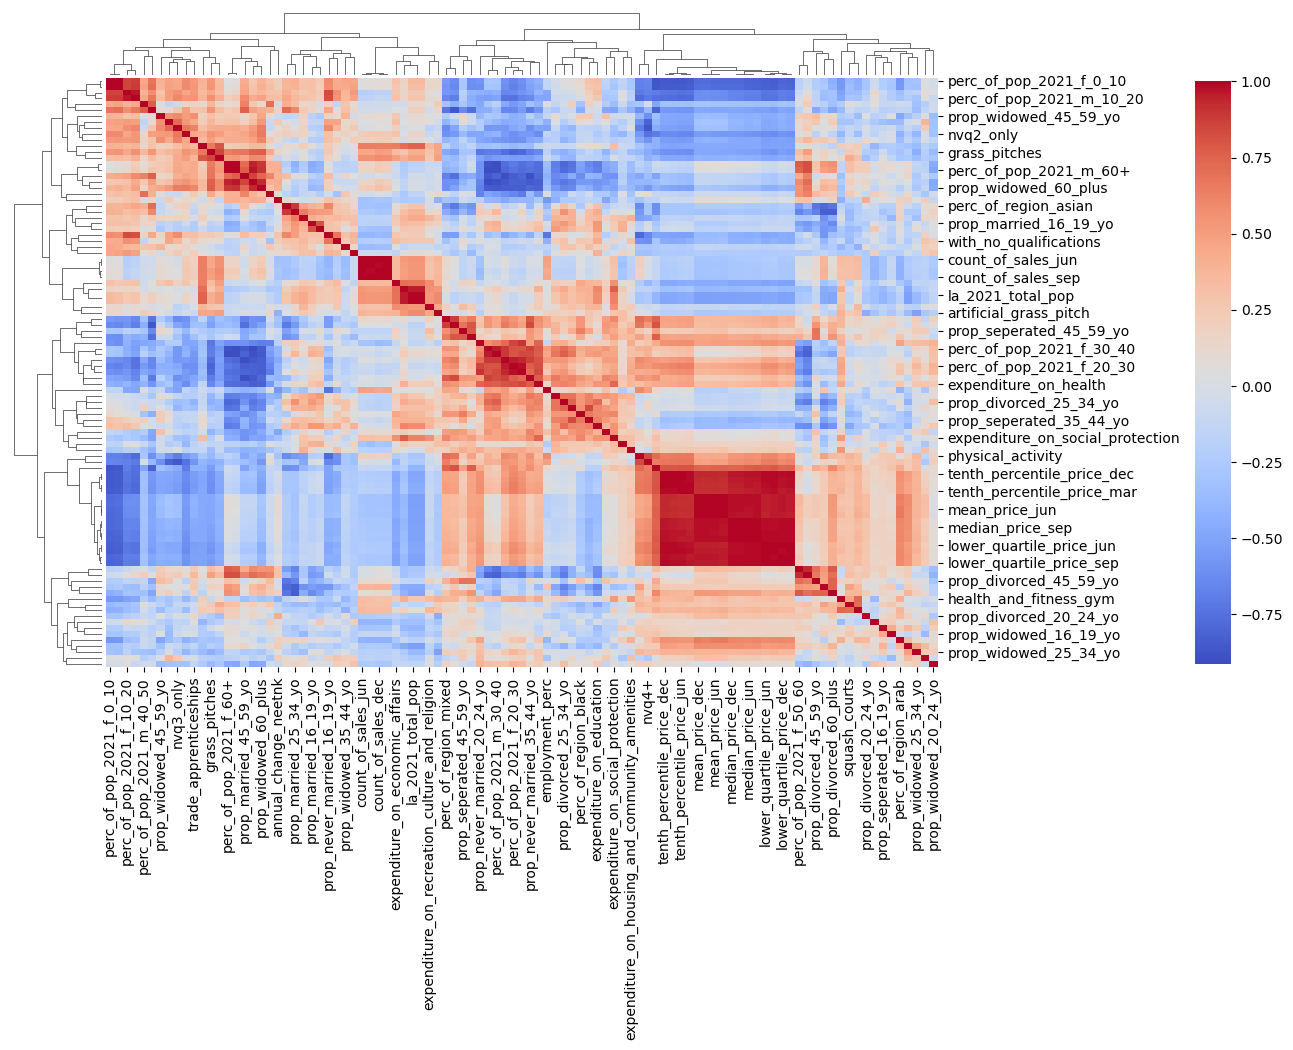 perc_of_pop_2021_f_0_10
perc_of_pop_2021_m_10_20
prop_widowed_45_59_yo
nvq2_only
grass_pitches
perc_of_pop_2021_m_60+
prop_widowed_60_plus
perc_of_region_asian
prop_married_16_19_yo
with_no_qualifications
count_of_sales_jun
count_of_sales_sep
la_2021_total_pop
artificial_grass_pitch
prop_seperated_45_59_yo
perc_of_pop_2021_f_30_40
perc_of_pop_2021_f_20_30
expenditure_on_health
prop_divorced_25_34_yo
prop_seperated_35_44_yo
expenditure_on_social_protection
physical_activity
tenth_percentile_price_dec
tenth_percentile_price_mar
mean_price_jun
median_price_sep
lower_quartile_price_jun
lower_quartile_price_sep
prop_divorced_45_59_yo
health_and_fitness_gym
prop_divorced_20_24_yo
prop_widowed_16_19_yo
prop_widowed_25_34_yo
1.00
0.75
0.50
0.25
0.00
−0.25
−0.50
−0.75
perc_of_pop_2021_f_0_10
perc_of_pop_2021_f_10_20
perc_of_pop_2021_m_40_50
prop_widowed_45_59_yo
nvq3_only
trade_apprenticeships
grass_pitches
perc_of_pop_2021_f_60+
prop_married_45_59_yo
prop_widowed_60_plus
annual_change_neetnk
prop_married_25_34_yo
prop_married_16_19_yo
prop_never_married_16_19_yo
prop_widowed_35_44_yo
count_of_sales_jun
count_of_sales_dec
expenditure_on_economic_affairs
la_2021_total_pop
expenditure_on_recreation_culture_and_religion
perc_of_region_mixed
prop_seperated_45_59_yo
prop_never_married_20_24_yo
perc_of_pop_2021_m_30_40
perc_of_pop_2021_f_20_30
prop_never_married_35_44_yo
employment_perc
prop_divorced_25_34_yo
perc_of_region_black
expenditure_on_education
expenditure_on_social_protection
expenditure_on_housing_and_community_amenities
nvq4+
tenth_percentile_price_dec
tenth_percentile_price_jun
mean_price_dec
mean_price_jun
median_price_dec
median_price_jun
lower_quartile_price_jun
lower_quartile_price_dec
perc_of_pop_2021_f_50_60
prop_divorced_45_59_yo
prop_divorced_60_plus
squash_courts
prop_divorced_20_24_yo
prop_seperated_16_19_yo
perc_of_region_arab
prop_widowed_25_34_yo
prop_widowed_20_24_yo